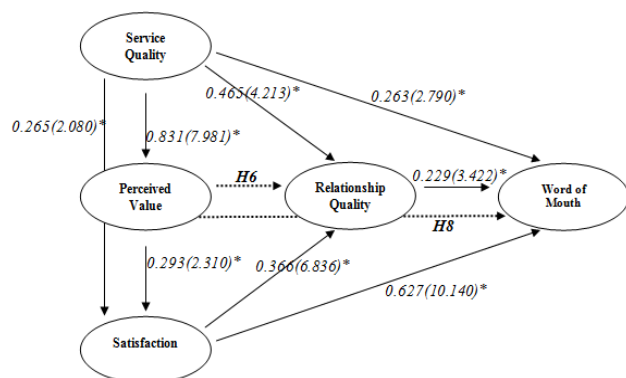 Service
Quality
0.465(4.213)*
0.263(2.790)*
0.265(2.080)*
0.831(7.981)*
H6
0.229(3.422)*
Perceived
Value
Relationship
Quality
Word of
Mouth
H8
0.293(2.310)*
0.366(6.836)*
0.627(10.140)*
Satisfaction